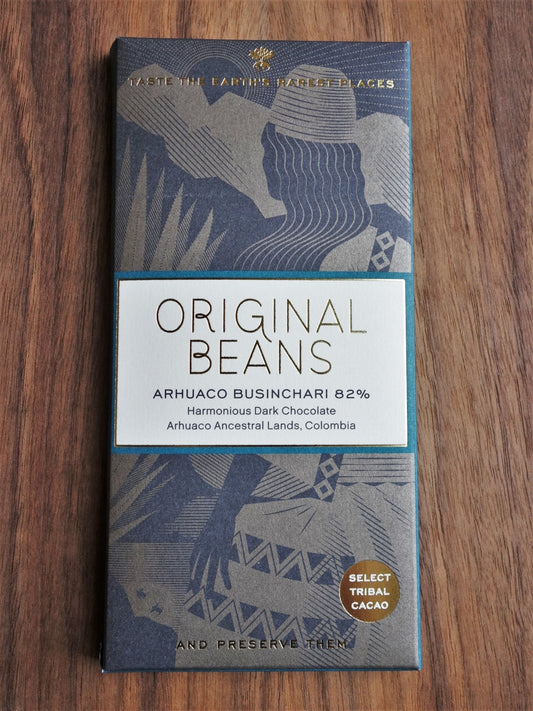 TASTE THE EARTH'S RAREST PLACES
ORIGINAL
BEANS
ARHUACO BUSINCHARI 82%
Harmonious Dark Chocolate
Arhuaco Ancestral Lands, Colombia
SELECT
TRIBAL
CACAO
AND PRESERVE THEM